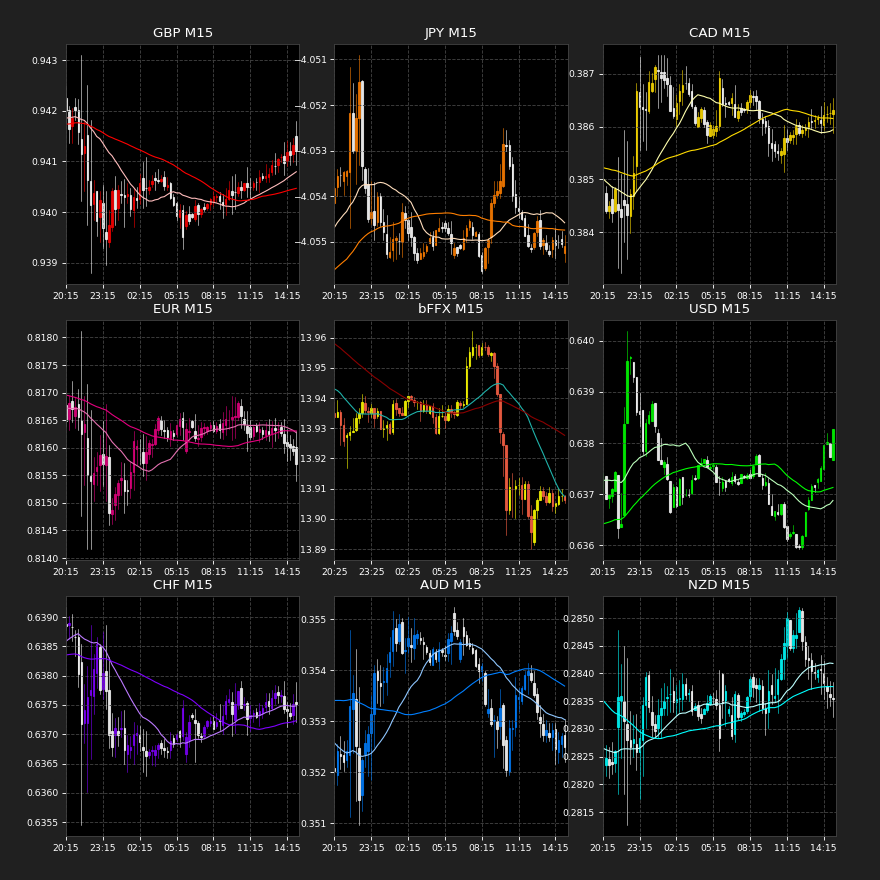 GBP M15 JPY M15 CAD M15
0.943 −4.051 0.387
0.942 −4.052
0.941 −4.053 0.386
0.940 −4.054 0.385
0.939 −4.055 0.384
20:15 23:15 02:15 05:15 08:15 11:15 14:15 20:15 23:15 02:15 05:15 08:15 11:15 14:15 20:15 23:15 02:15 05:15 08:15 11:15 14:15
EUR M15 bFFX M15 USD M15
0.8180 13.96 0.640
0.8175 13.95
0.8170 13.94 0.639
0.8165 13.93 0.638
0.8160 13.92
0.8155 13.91 0.637
0.8150 13.90
0.8145 13.89 0.636
0.8140
20:15 23:15 02:15 05:15 08:15 11:15 14:15 20:25 23:25 02:25 05:25 08:25 11:25 14:25 20:15 23:15 02:15 05:15 08:15 11:15 14:15
CHF M15 AUD M15 NZD M15
0.6390 0.355 0.2850
0.6385 0.2845
0.6380 0.354 0.2840
0.6375 0.353 0.2835
0.6370 0.2830
0.6365 0.352 0.2825
0.6360 0.2820
0.6355 0.351 0.2815
20:15 23:15 02:15 05:15 08:15 11:15 14:15 20:15 23:15 02:15 05:15 08:15 11:15 14:15 20:15 23:15 02:15 05:15 08:15 11:15 14:15